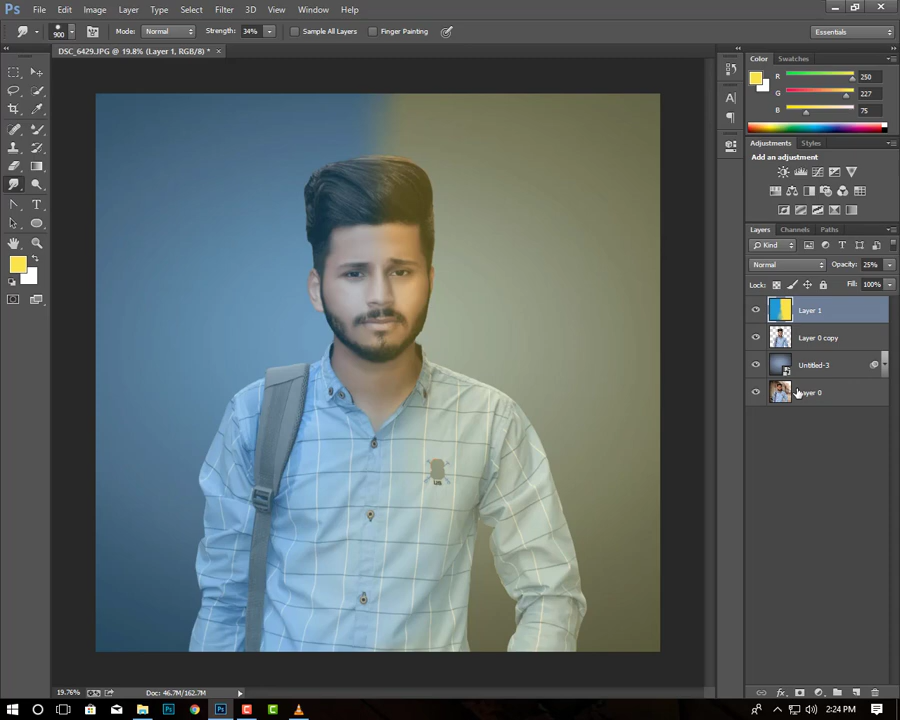 Ps File Edit Image Layer Type Select Filter 3D View Window Help
900 Mode: Normal Strength: 34% Sample All Layers Finger Painting Essentials
DSC_6429.JPG @ 19.8% (Layer 1, RGB/8) * ×
Color Swatches
R 250
G 227
B 75
Adjustments Styles
Add an adjustment
Layers Channels Paths
Kind
Normal Opacity: 25%
Lock: Fill: 100%
Layer 1
Layer 0 copy
Untitled-3
Layer 0
19.76% Doc: 46.7M/162.7M
2:24 PM